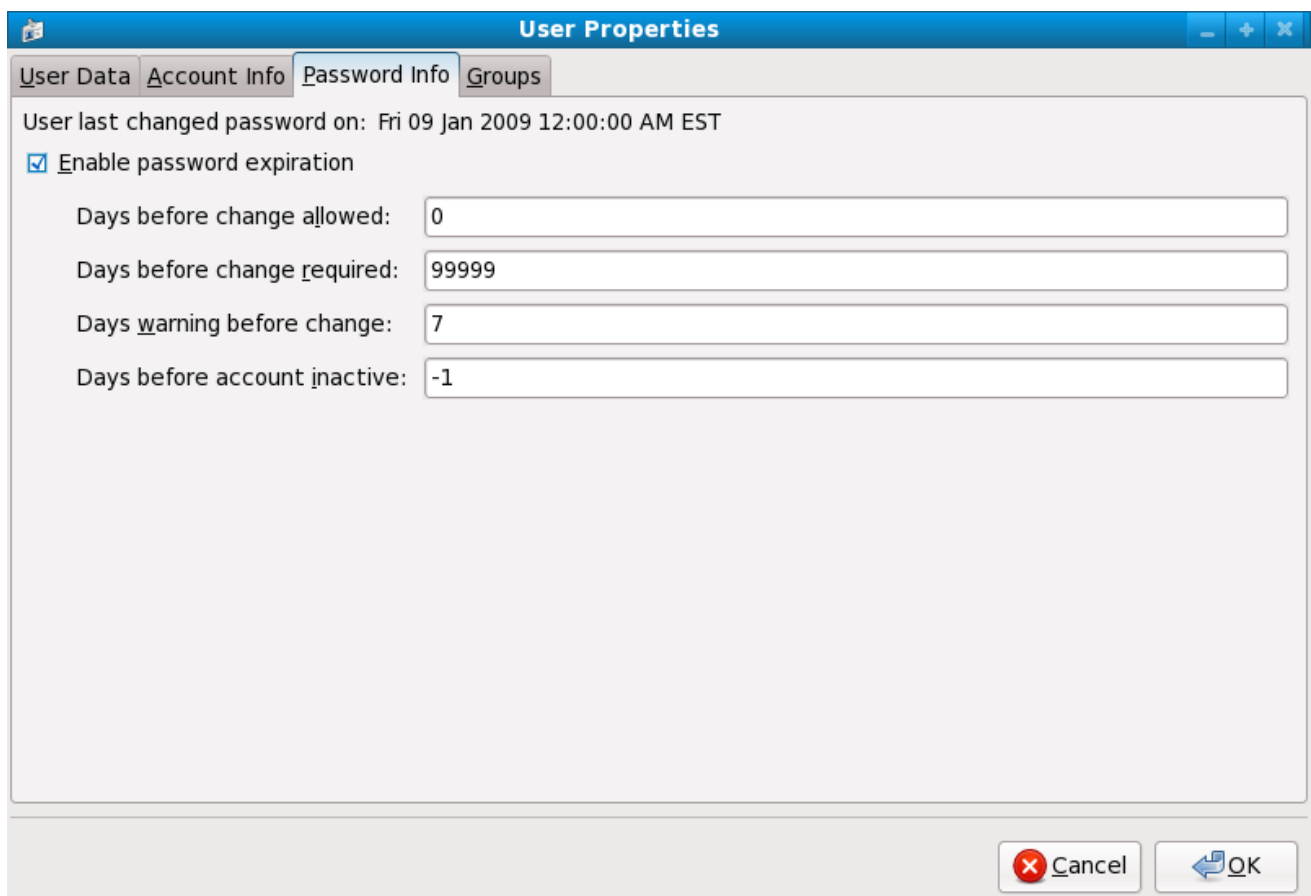 User Properties
User Data Account Info Password Info Groups
User last changed password on: Fri 09 Jan 2009 12:00:00 AM EST
Enable password expiration
Days before change allowed: 0
Days before change required: 99999
Days warning before change: 7
Days before account inactive: -1
Cancel OK